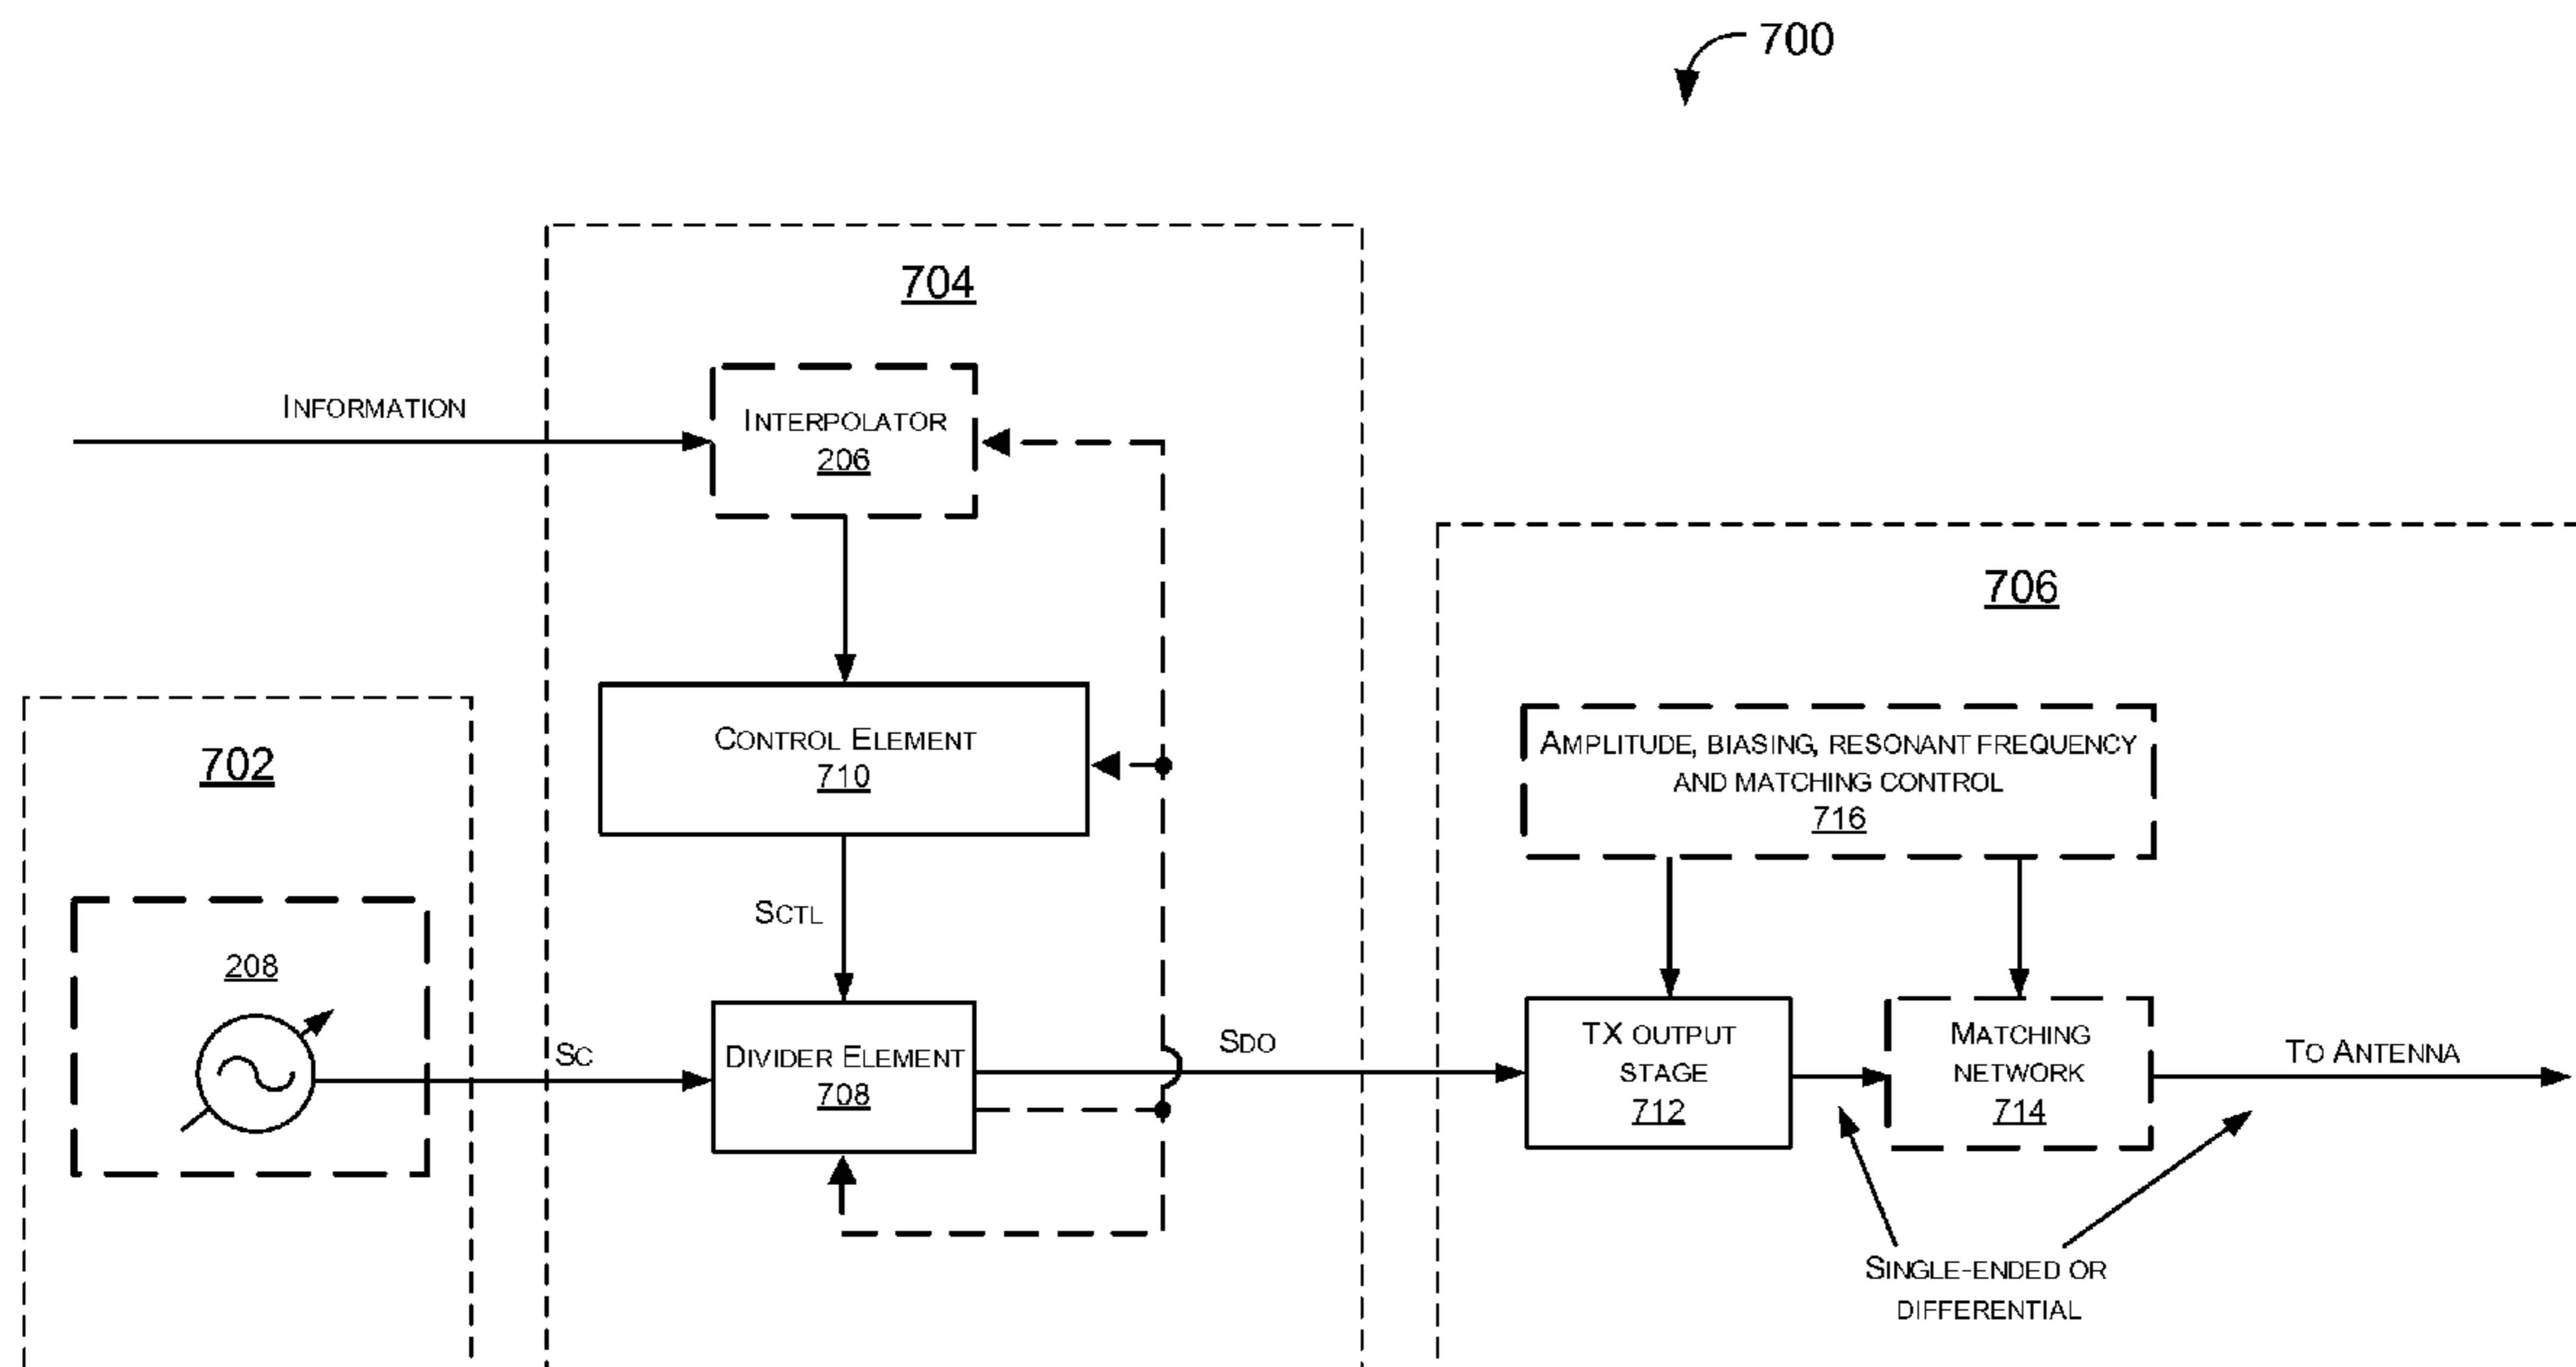 700
704
INFORMATION
INTERPOLATOR
206
706
702
CONTROL ELEMENT
710
AMPLITUDE, BIASING, RESONANT FREQUENCY
AND MATCHING CONTROL
716
SCTL
208
SC
DIVIDER ELEMENT
708
SDO
TX OUTPUT
STAGE
712
MATCHING
NETWORK
714
TO ANTENNA
SINGLE-ENDED OR
DIFFERENTIAL